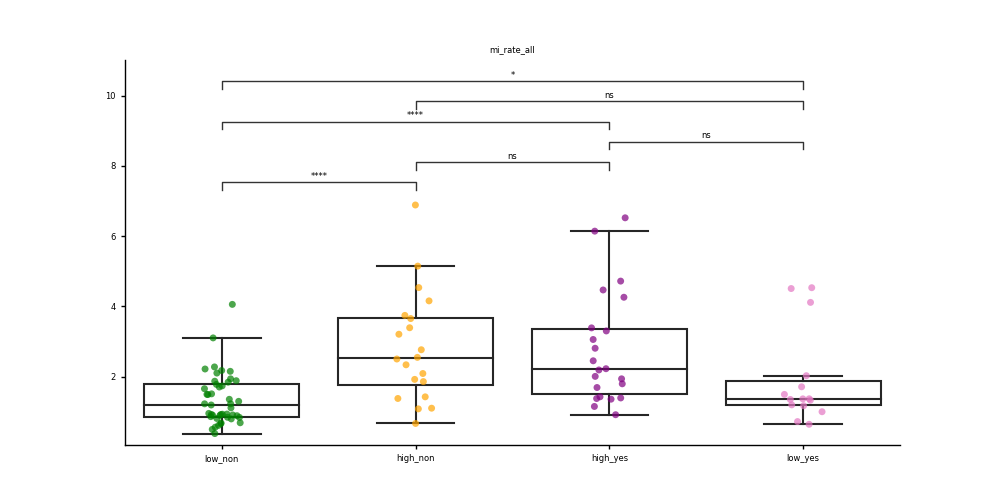 mi_rate_all
*
ns
****
ns
ns
****
10
8
6
4
2
low_non
high_non
high_yes
low_yes